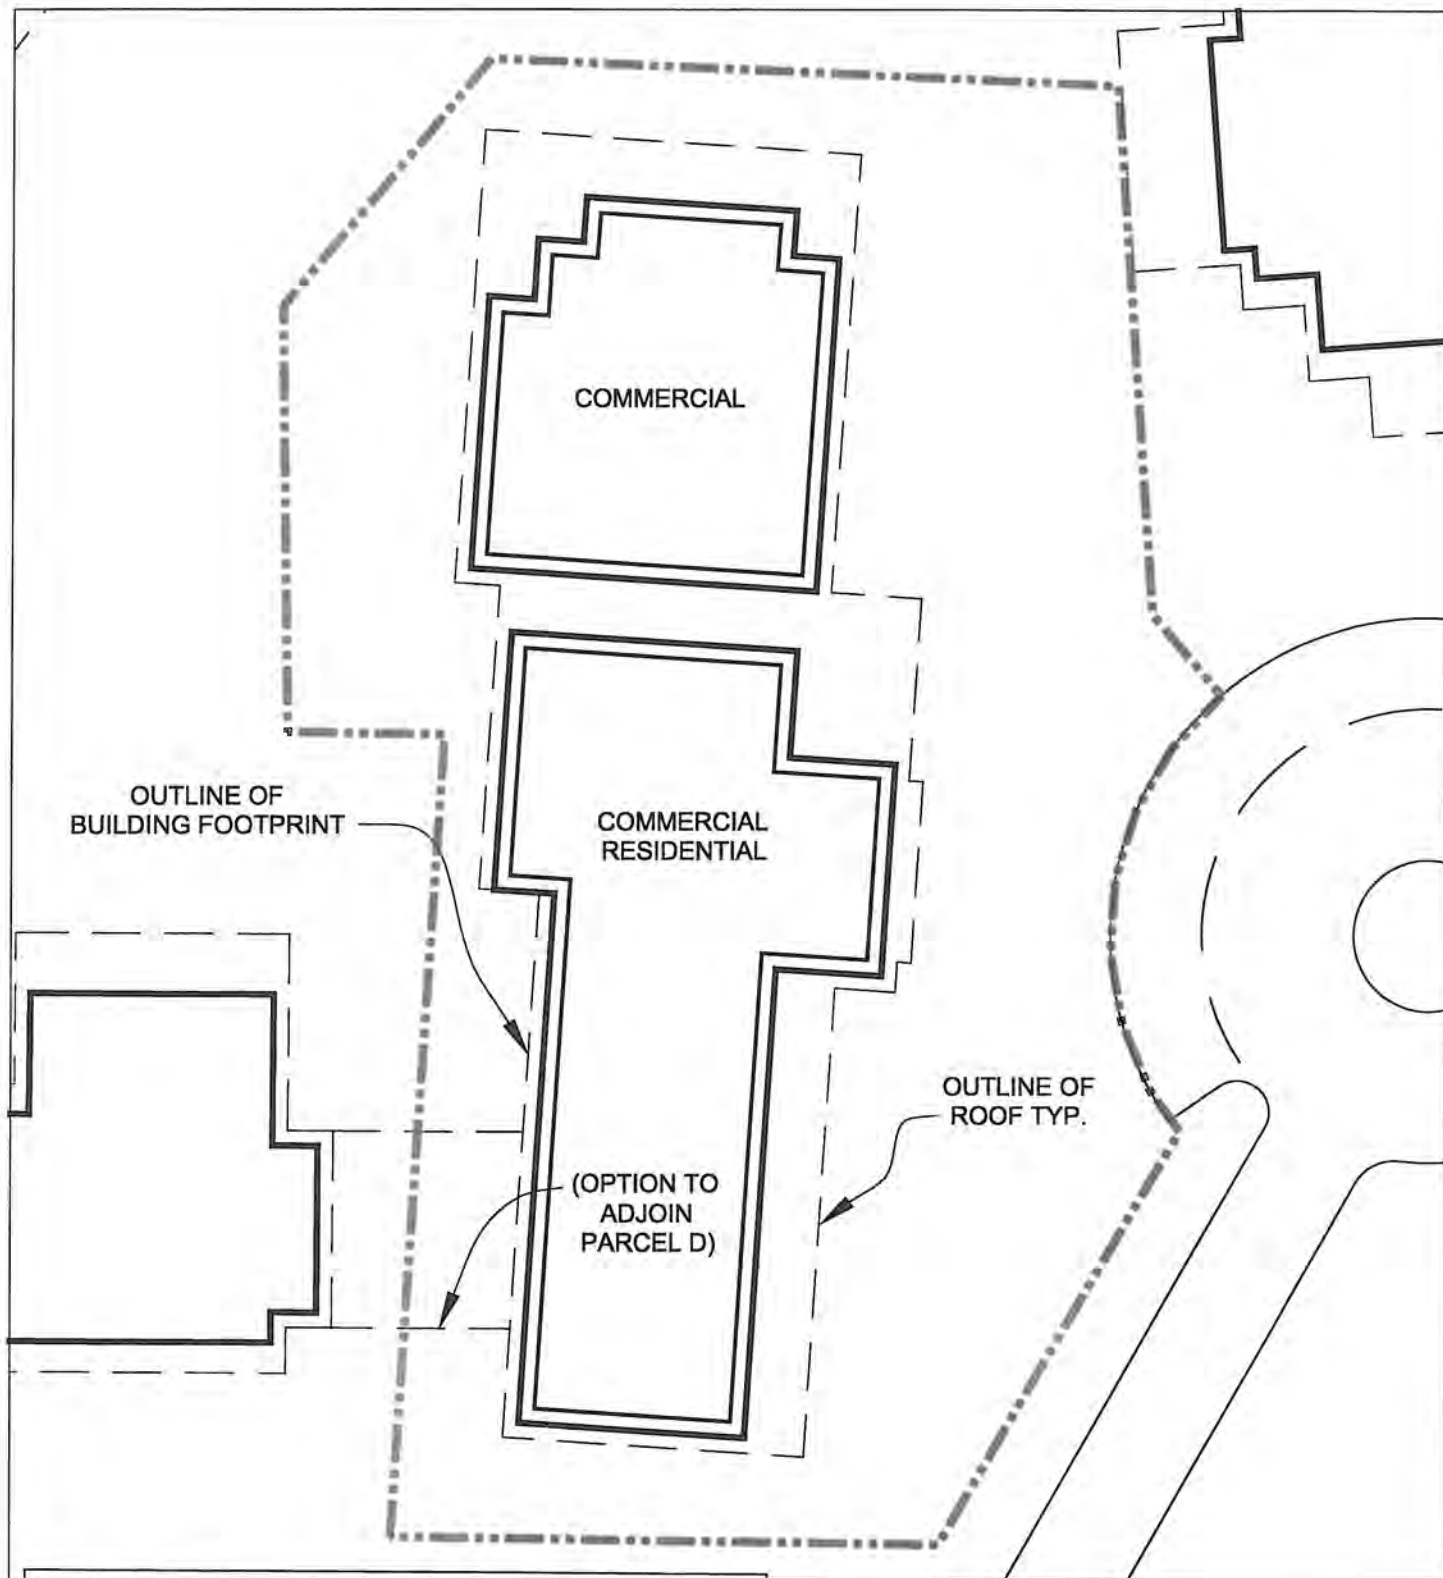 COMMERCIAL
OUTLINE OF
BUILDING FOOTPRINT
COMMERCIAL
RESIDENTIAL
OUTLINE OF
ROOF TYP.
(OPTION TO
ADJOIN
PARCEL D)